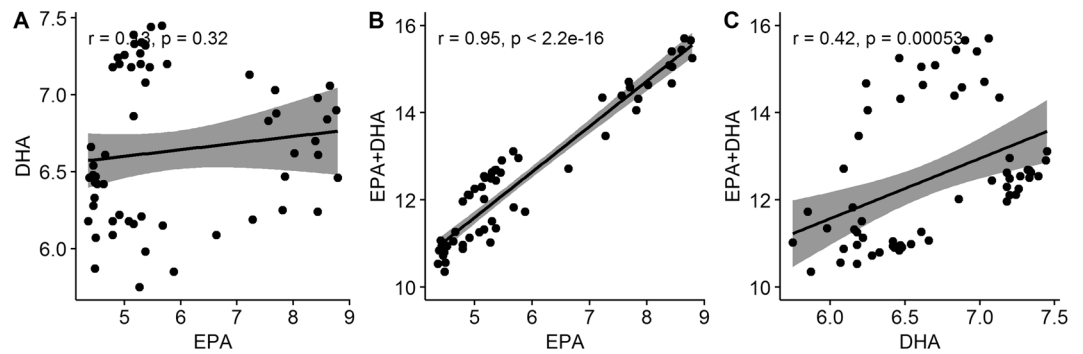 A
r = 0.13, p = 0.32
7.5
7.0
6.5
6.0
DHA
5 6 7 8 9
EPA
B
r = 0.95, p < 2.2e-16
16
14
12
10
EPA+DHA
5 6 7 8 9
EPA
C
r = 0.42, p = 0.00053
16
14
12
10
EPA+DHA
6.0 6.5 7.0 7.5
DHA